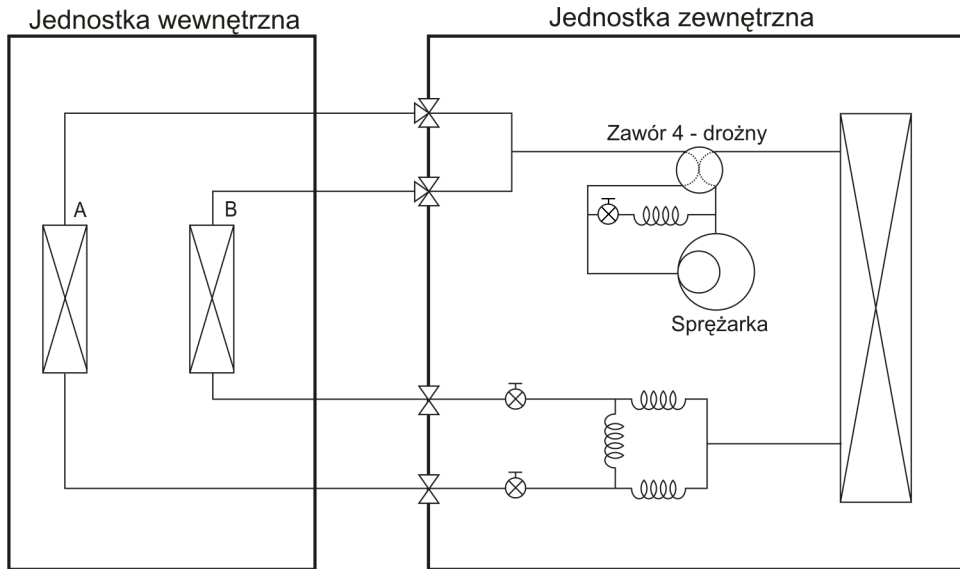 Jednostka wewnętrzna
Jednostka zewnętrzna
Zawór 4 - drożny
A
B
Sprężarka